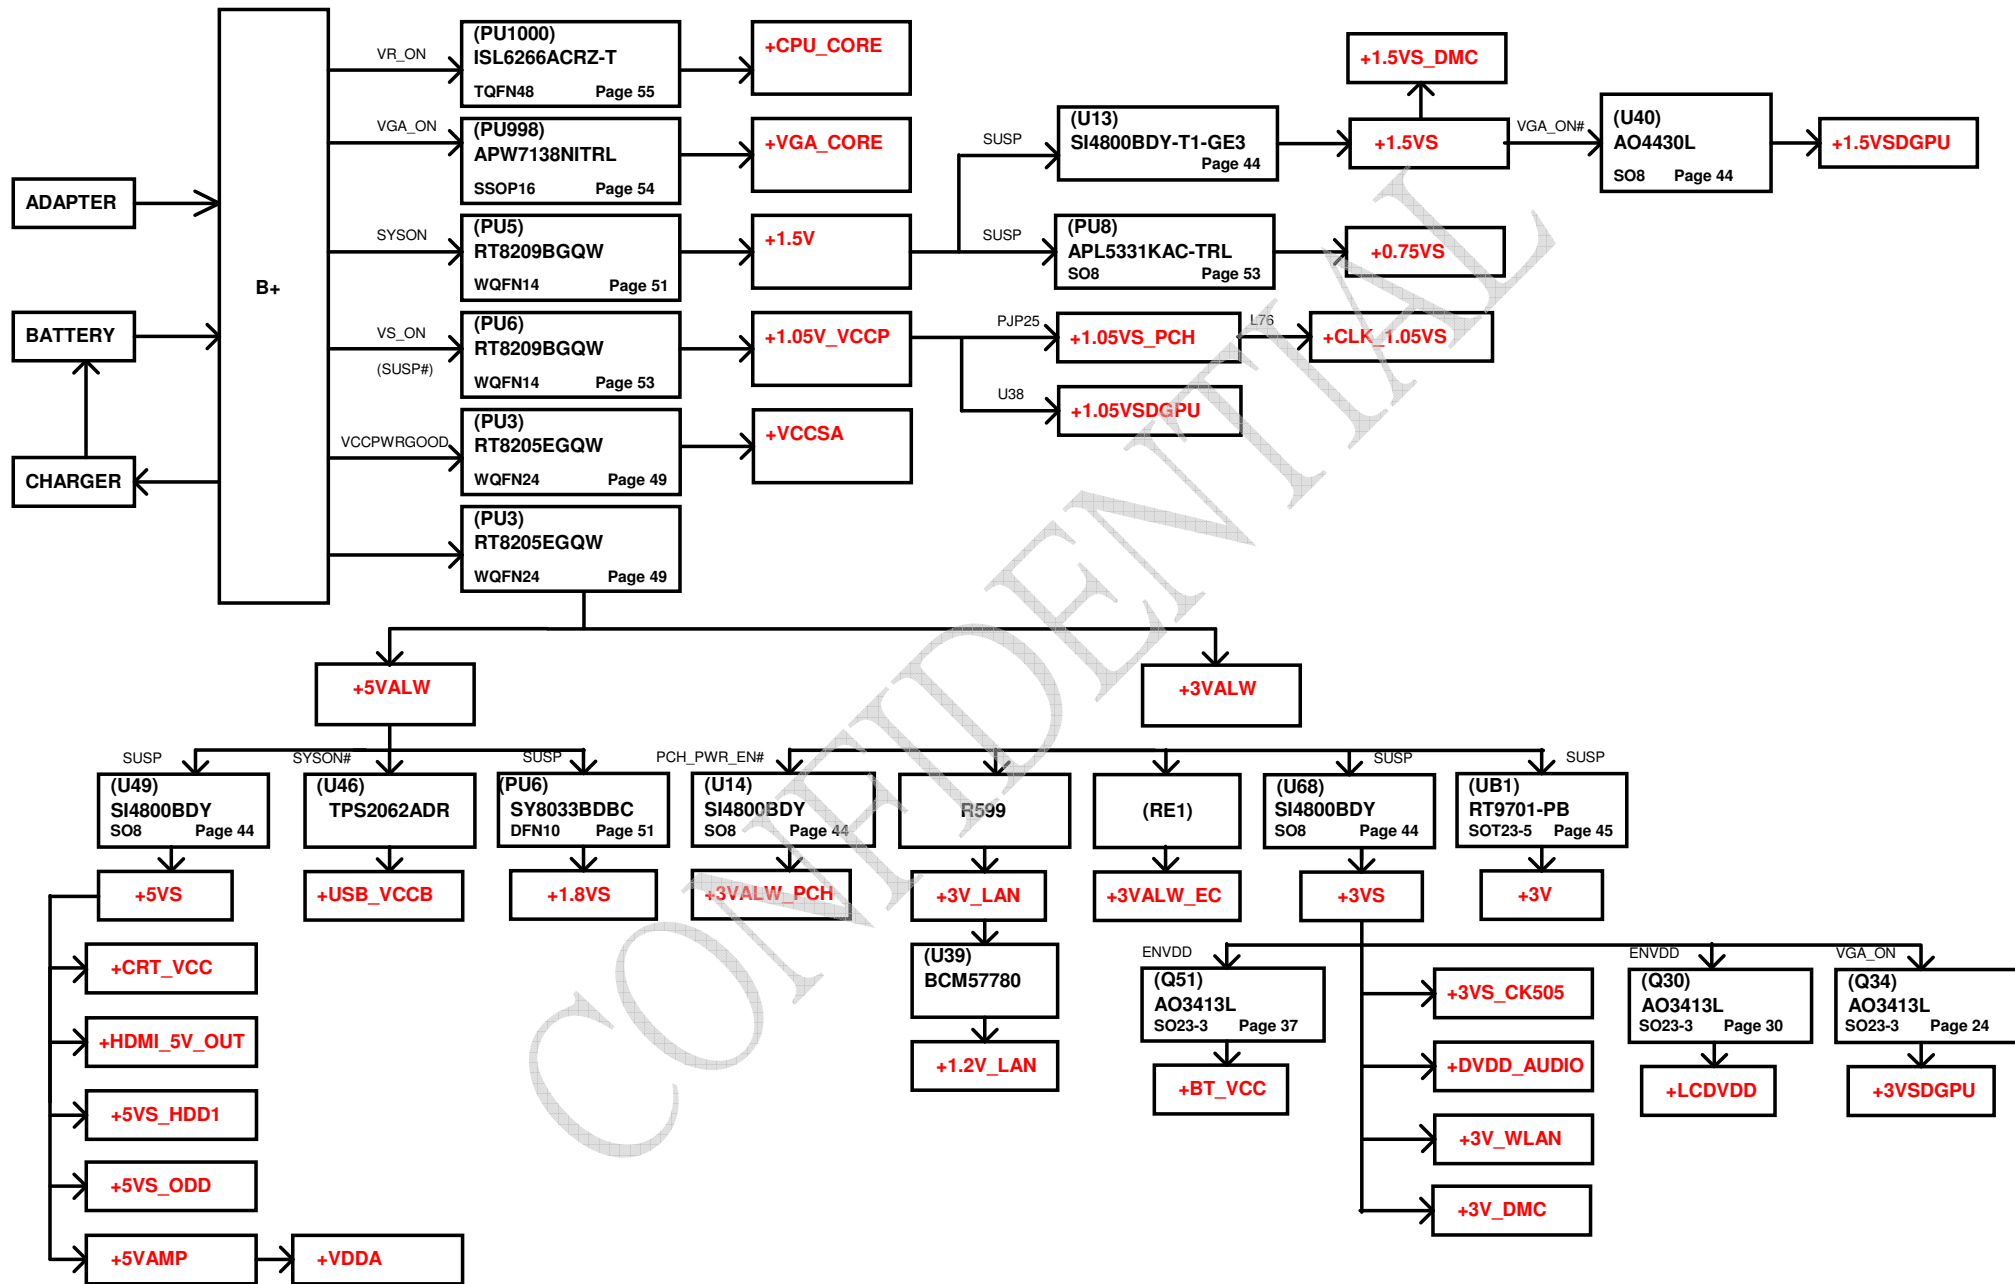 (PU1000)
ISL6266ACRZ-T
TQFN48 Page 55
VR_ON
+CPU_CORE
(PU998)
APW7138NITRL
SSOP16 Page 54
VGA_ON
+VGA_CORE
ADAPTER
(PU5)
RT8209BGQW
WQFN14 Page 51
SYSON
+1.5V
B+
BATTERY
VS_ON
(SUSP#)
(PU6)
RT8209BGQW
WQFN14 Page 53
+1.05V_VCCP
CHARGER
VCCPWRGOOD
(PU3)
RT8205EGQW
WQFN24 Page 49
+VCCSA
(PU3)
RT8205EGQW
WQFN24 Page 49
SUSP
(U13)
SI4800BDY-T1-GE3
Page 44
+1.5VS_DMC
+1.5VS
VGA_ON#
(U40)
AO4430L
SO8 Page 44
+1.5VSDGPU
SUSP
(PU8)
APL5331KAC-TRL
SO8 Page 53
+0.75VS
PJP25
+1.05VS_PCH
L76
+CLK_1.05VS
U38
+1.05VSDGPU
+5VALW
+3VALW
SUSP
(U49)
SI4800BDY
SO8 Page 44
+5VS
SYSON#
(U46)
TPS2062ADR
+USB_VCCB
SUSP
(PU6)
SY8033BDBC
DFN10 Page 51
+1.8VS
PCH_PWR_EN#
(U14)
SI4800BDY
SO8 Page 44
+3VALW_PCH
R599
+3V_LAN
(U39)
BCM57780
+1.2V_LAN
(RE1)
+3VALW_EC
SUSP
(U68)
SI4800BDY
SO8 Page 44
+3VS
SUSP
(UB1)
RT9701-PB
SOT23-5 Page 45
+3V
+CRT_VCC
+HDMI_5V_OUT
+5VS_HDD1
+5VS_ODD
+5VAMP
+VDDA
ENVDD
(Q51)
AO3413L
SO23-3 Page 37
+BT_VCC
+3VS_CK505
+DVDD_AUDIO
+3V_WLAN
+3V_DMC
ENVDD
(Q30)
AO3413L
SO23-3 Page 30
+LCDVDD
VGA_ON
(Q34)
AO3413L
SO23-3 Page 24
+3VSDGPU
CONFIDENTIAL